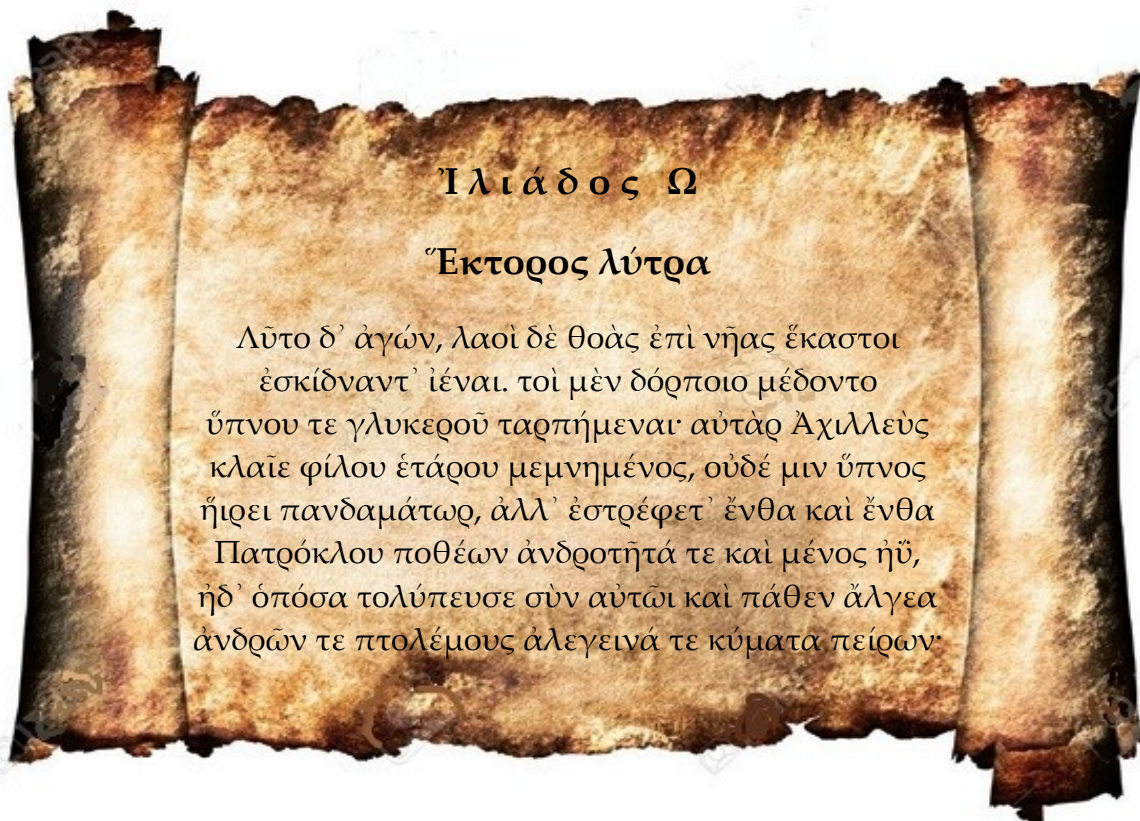 Ἰλιάδος Ω
Ἕκτορος λύτρα
Λῦτο δ᾽ ἀγών, λαοὶ δὲ θοὰς ἐπὶ νῆας ἕκαστοι
ἐσκίδναντ᾽ ἰέναι. τοὶ μὲν δόρποιο μέδοντο
ὕπνου τε γλυκεροῦ ταρπήμεναι· αὐτὰρ Ἀχιλλεὺς
κλαῖε φίλου ἑτάρου μεμνημένος, οὐδέ μιν ὕπνος
ἥιρει πανδαμάτωρ, ἀλλ᾽ ἐστρέφετ᾽ ἔνθα καὶ ἔνθα
Πατρόκλου ποθέων ἀνδροτῆτά τε καὶ μένος ἠΰ,
ἠδ᾽ ὁπόσα τολύπευσε σὺν αὐτῶι καὶ πάθεν ἄλγεα
ἀνδρῶν τε πτολέμους ἀλεγεινά τε κύματα πείρων·